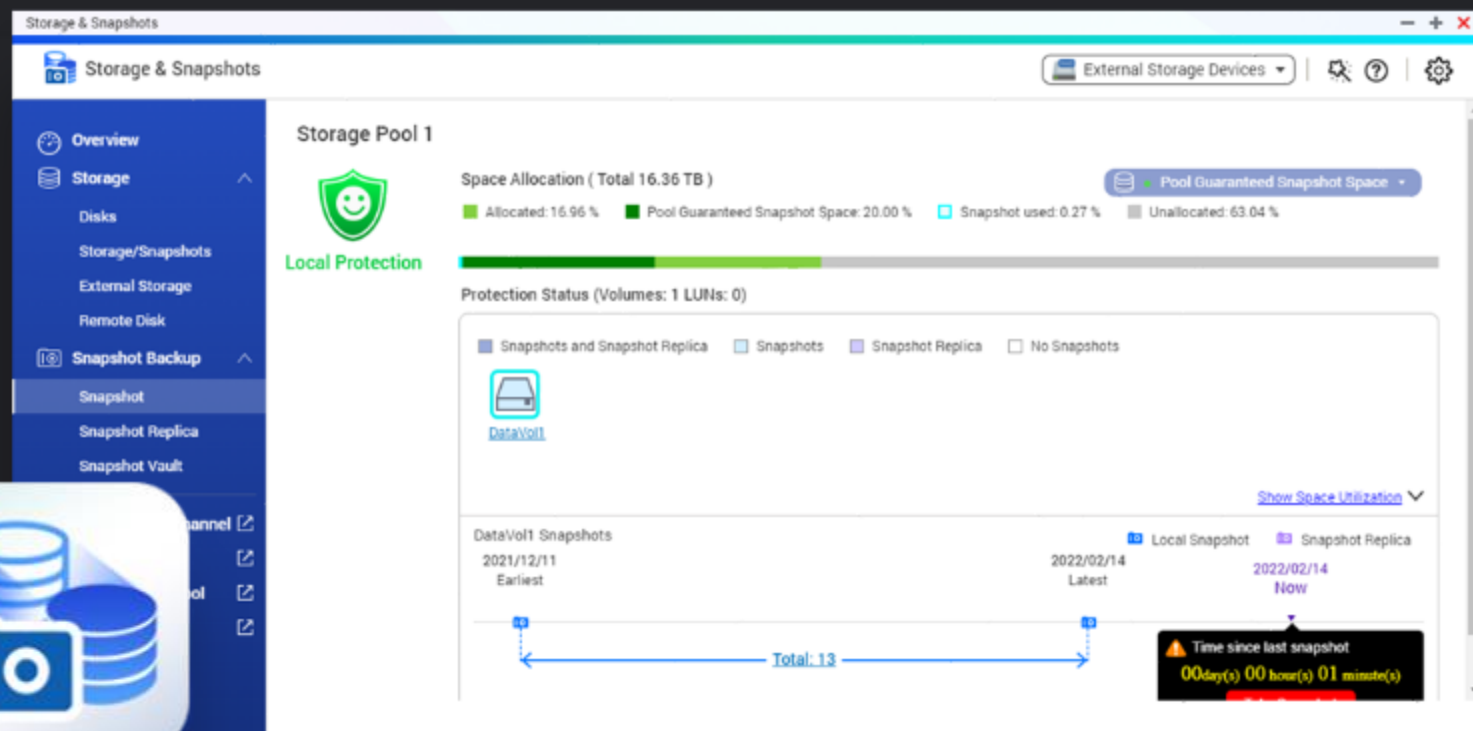 Storage & Snapshots
Storage & Snapshots
External Storage Devices
Overview
Storage
Disks
Storage/Snapshots
External Storage
Remote Disk
Snapshot Backup
Snapshot
Snapshot Replica
Snapshot Vault
Storage Pool 1
Local Protection
Space Allocation ( Total 16.36 TB )
Pool Guaranteed Snapshot Space
Allocated: 16.96 % Pool Guaranteed Snapshot Space: 20.00 % Snapshot used: 0.27 % Unallocated: 63.04 %
Protection Status (Volumes: 1 LUNs: 0)
Snapshots and Snapshot Replica Snapshots Snapshot Replica No Snapshots
DataVol1
Show Space Utilization
DataVol1 Snapshots
Local Snapshot Snapshot Replica
2021/12/11
Earliest
2022/02/14
Latest
2022/02/14
Now
Total: 13
Time since last snapshot
00day(s) 00 hour(s) 01 minute(s)